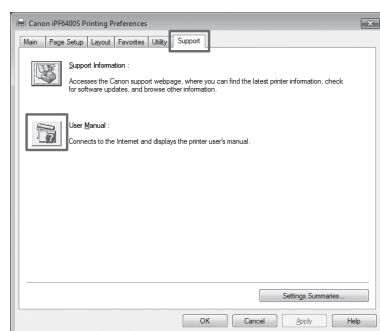 Canon iPF6400S Printing Preferences
Main Page Setup Layout Favorites Utility Support
Support Information :
Accesses the Canon support webpage, where you can find the latest printer information, check
for software updates, and browse other information.
User Manual :
Connects to the Internet and displays the printer user's manual.
Settings Summaries...
OK Cancel Apply Help